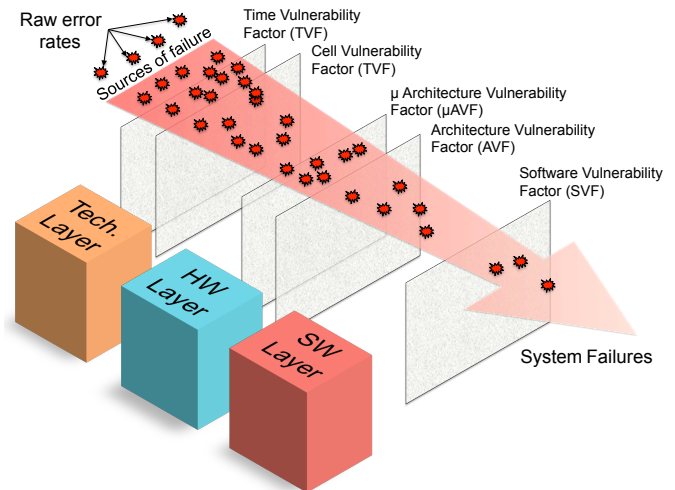 Raw error
rates
Sources of failure
Time Vulnerability
Factor (TVF)
Cell Vulnerability
Factor (TVF)
µ Architecture Vulnerability
Factor (µAVF)
Architecture Vulnerability
Factor (AVF)
Software Vulnerability
Factor (SVF)
Tech.
Layer
HW
Layer
SW
Layer
System Failures